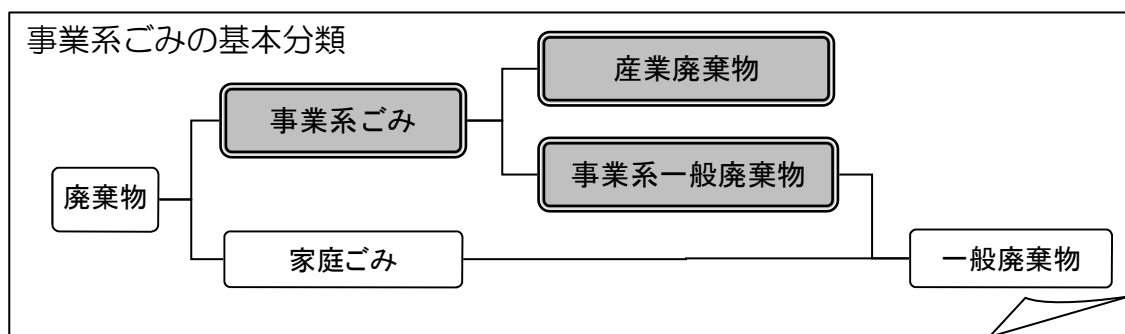 事業系ごみの基本分類
産業廃棄物
事業系ごみ
事業系一般廃棄物
廃棄物
家庭ごみ
一般廃棄物